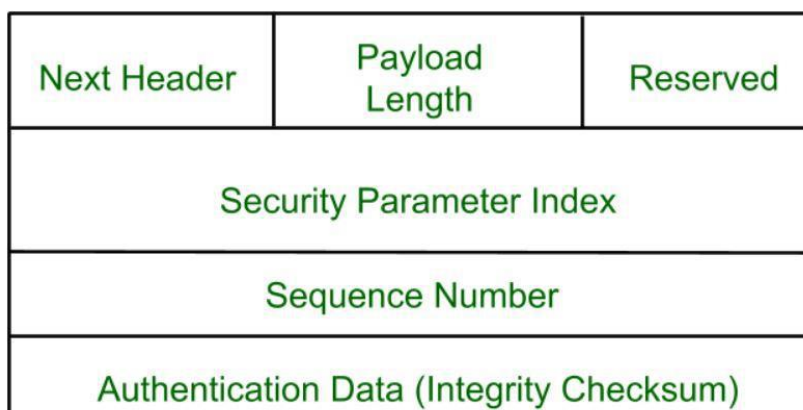 Next Header
Payload
Length
Reserved
Security Parameter Index
Sequence Number
Authentication Data (Integrity Checksum)